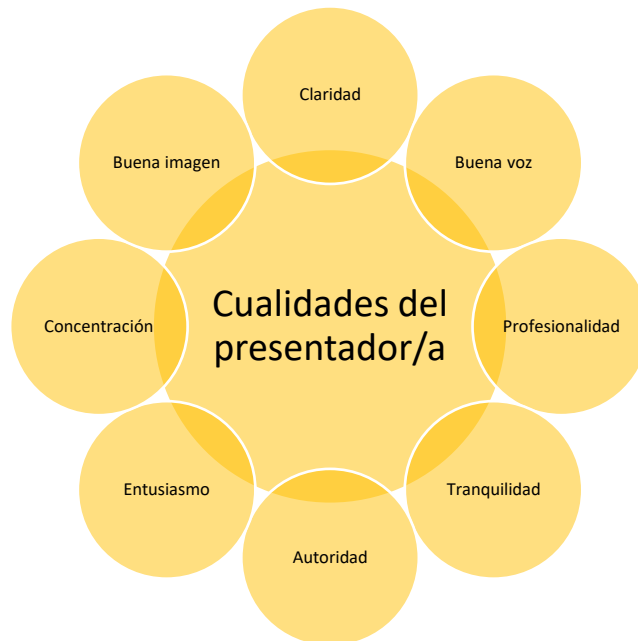 Claridad
Buena imagen
Buena voz
Cualidades del
presentador/a
Concentración
Profesionalidad
Entusiasmo
Tranquilidad
Autoridad